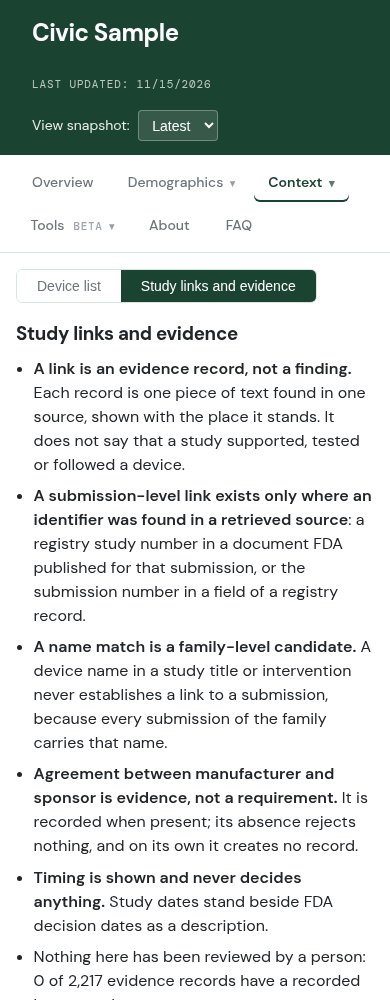 Civic Sample
LAST UPDATED: 11/15/2026
View snapshot: Latest
Overview Demographics ▾ Context ▾
Tools BETA ▾ About FAQ
Device list Study links and evidence
Study links and evidence
• A link is an evidence record, not a finding.
Each record is one piece of text found in one
source, shown with the place it stands. It
does not say that a study supported, tested
or followed a device.
• A submission-level link exists only where an
identifier was found in a retrieved source: a
registry study number in a document FDA
published for that submission, or the
submission number in a field of a registry
record.
• A name match is a family-level candidate. A
device name in a study title or intervention
never establishes a link to a submission,
because every submission of the family
carries that name.
• Agreement between manufacturer and
sponsor is evidence, not a requirement. It is
recorded when present; its absence rejects
nothing, and on its own it creates no record.
• Timing is shown and never decides
anything. Study dates stand beside FDA
decision dates as a description.
• Nothing here has been reviewed by a person:
0 of 2,217 evidence records have a recorded